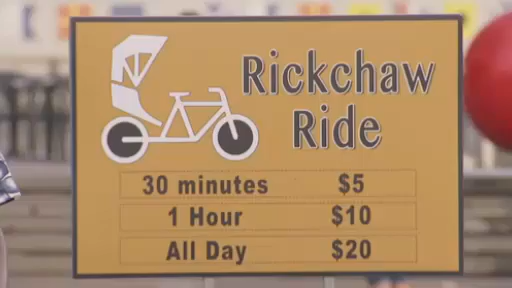 Rickchaw
Ride
30 minutes $5
1 Hour $10
All Day $20